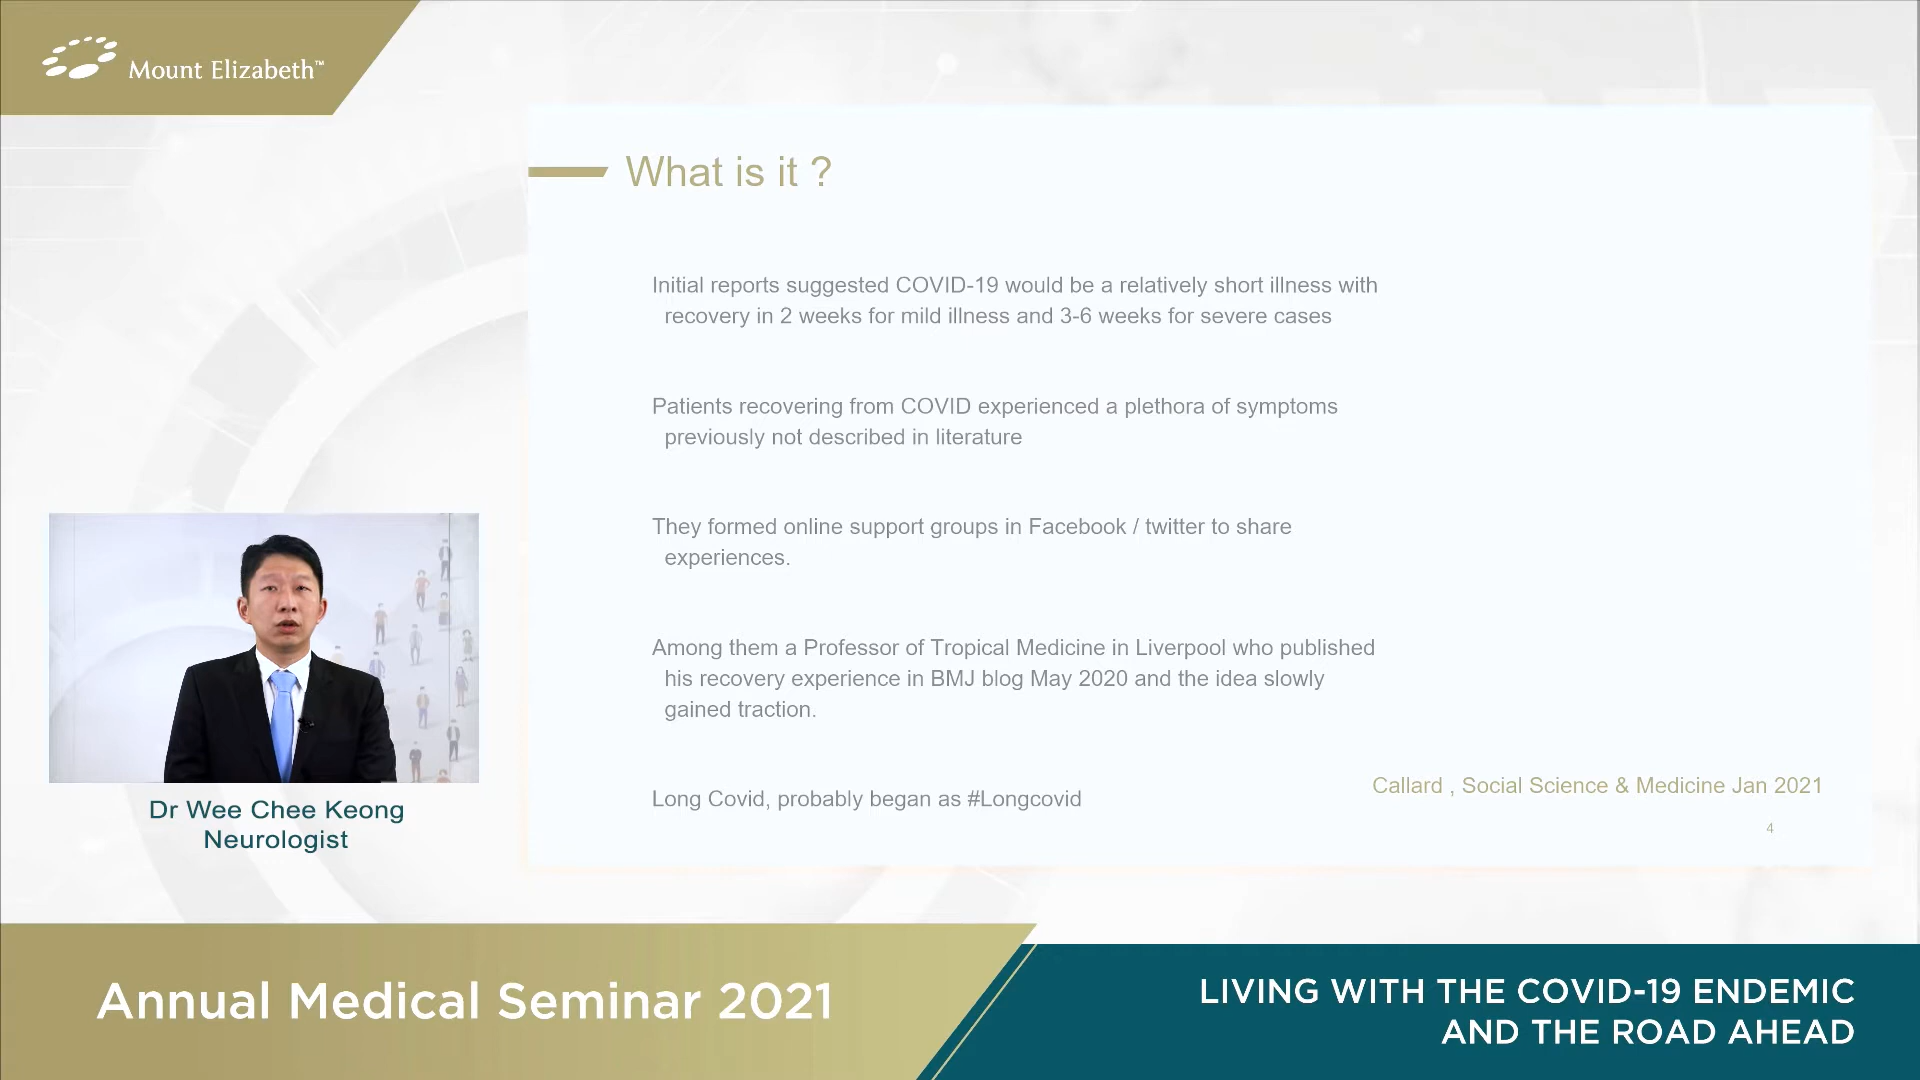 Mount Elizabeth™
What is it ?
Initial reports suggested COVID-19 would be a relatively short illness with
recovery in 2 weeks for mild illness and 3-6 weeks for severe cases
Patients recovering from COVID experienced a plethora of symptoms
previously not described in literature
They formed online support groups in Facebook / twitter to share
experiences.
Among them a Professor of Tropical Medicine in Liverpool who published
his recovery experience in BMJ blog May 2020 and the idea slowly
gained traction.
Long Covid, probably began as #Longcovid
Callard , Social Science & Medicine Jan 2021
4
Dr Wee Chee Keong
Neurologist
Annual Medical Seminar 2021
LIVING WITH THE COVID-19 ENDEMIC
AND THE ROAD AHEAD